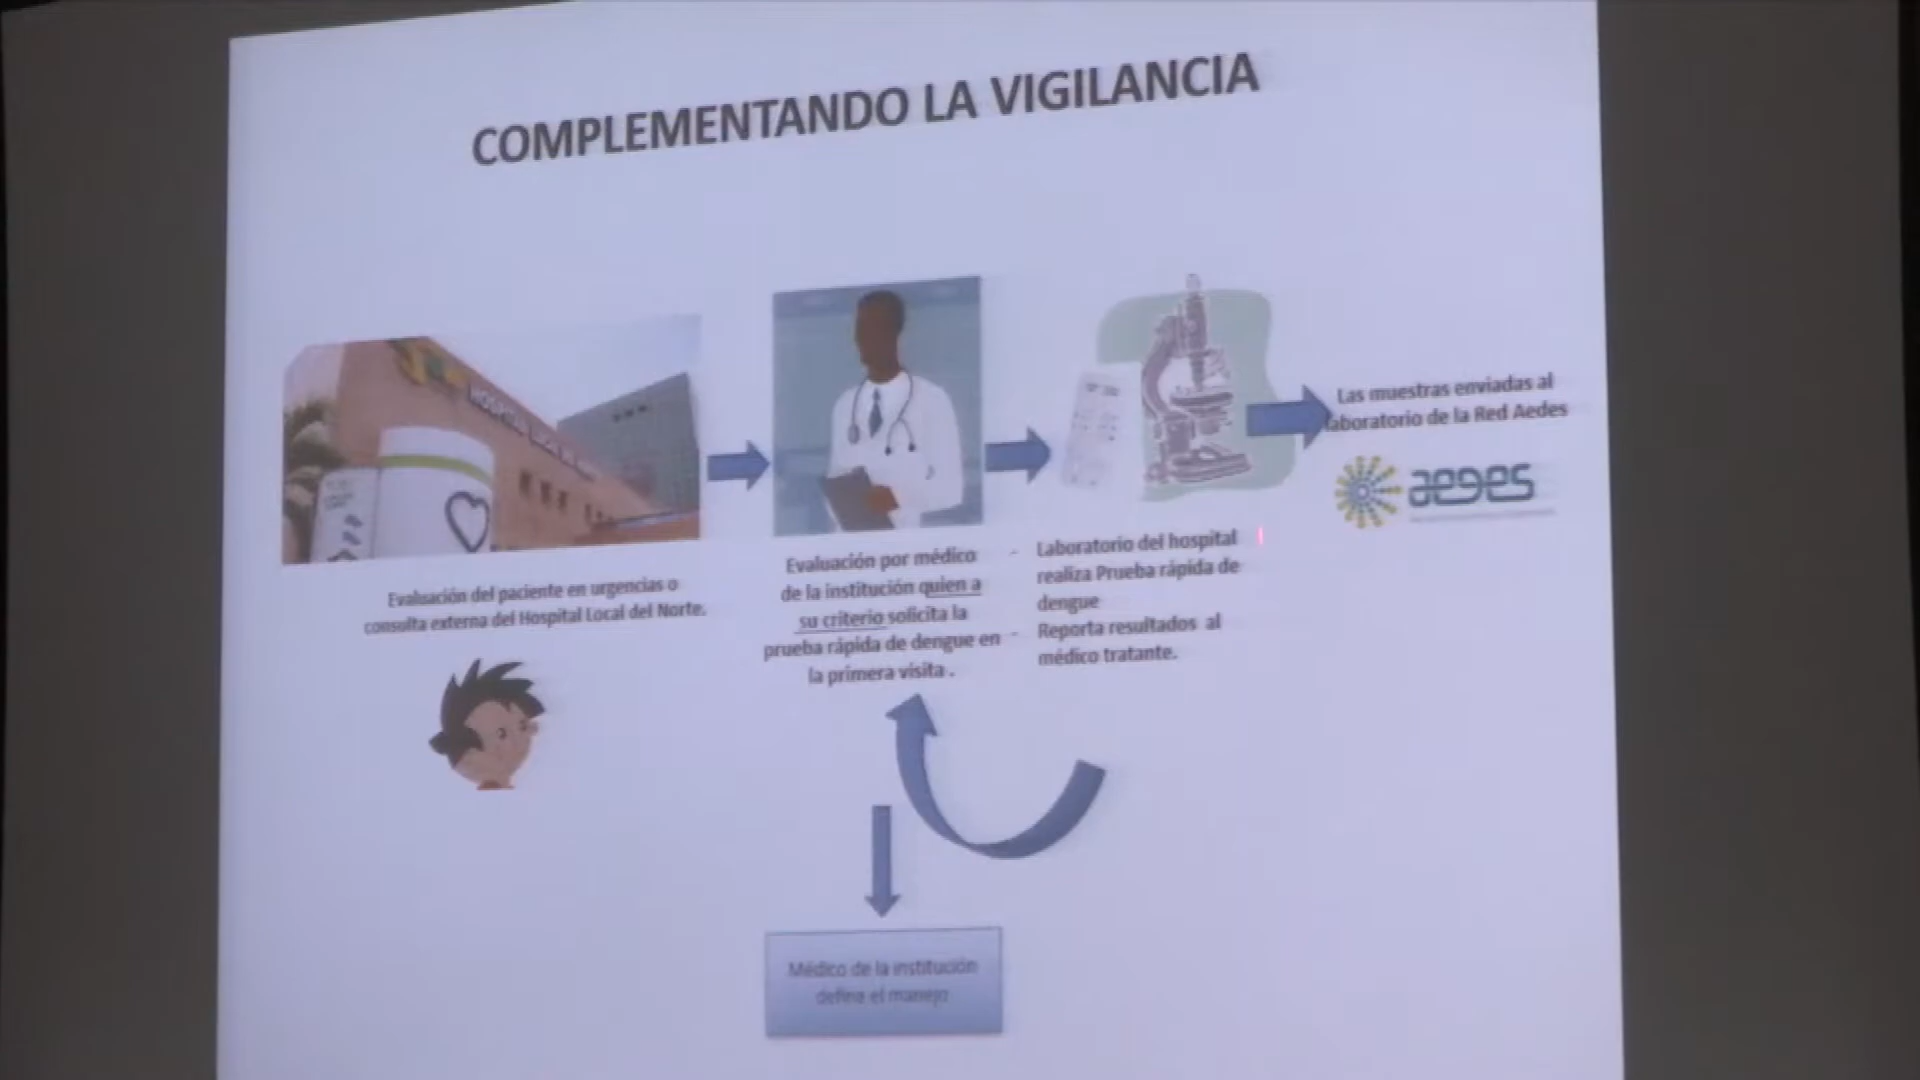 COMPLEMENTANDO LA VIGILANCIA
HOSPITAL LOCAL DEL
Evaluación del paciente en urgencias o
consulta externa del Hospital Local del Norte.
Evaluación por médico
de la institución quien a
su criterio solicita la
prueba rápida de dengue en
la primera visita.
- Laboratorio del hospital
realiza Prueba rápida de
dengue
- Reporta resultados al
médico tratante.
Las muestras enviadas al
laboratorio de la Red Aedes
aedes
Médico de la institución
define el manejo